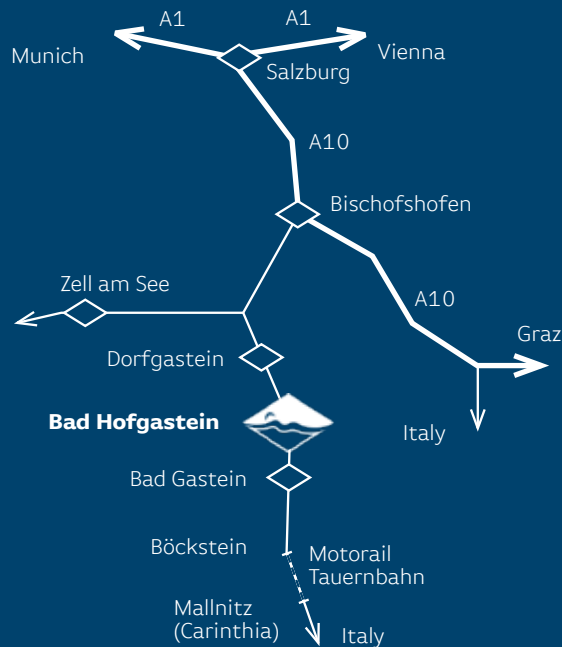 A1
A1
Munich
Vienna
Salzburg
A10
Bischofshofen
Zell am See
A10
Graz
Dorfgastein
Bad Hofgastein
Italy
Bad Gastein
Böckstein
Motorail
Tauernbahn
Mallnitz
(Carinthia)
Italy